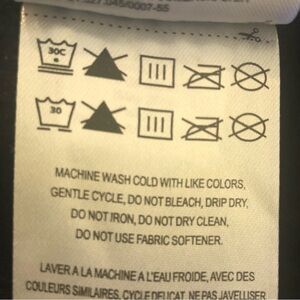 30C
30
MACHINE WASH COLD WITH LIKE COLORS,
GENTLE CYCLE, DO NOT BLEACH, DRIP DRY,
DO NOT IRON, DO NOT DRY CLEAN,
DO NOT USE FABRIC SOFTENER.
LAVER A LA MACHINE A L'EAU FROIDE, AVEC DES
COULEURS SIMILAIRES, CYCLE DELICAT, NE PAS JAVELLISER